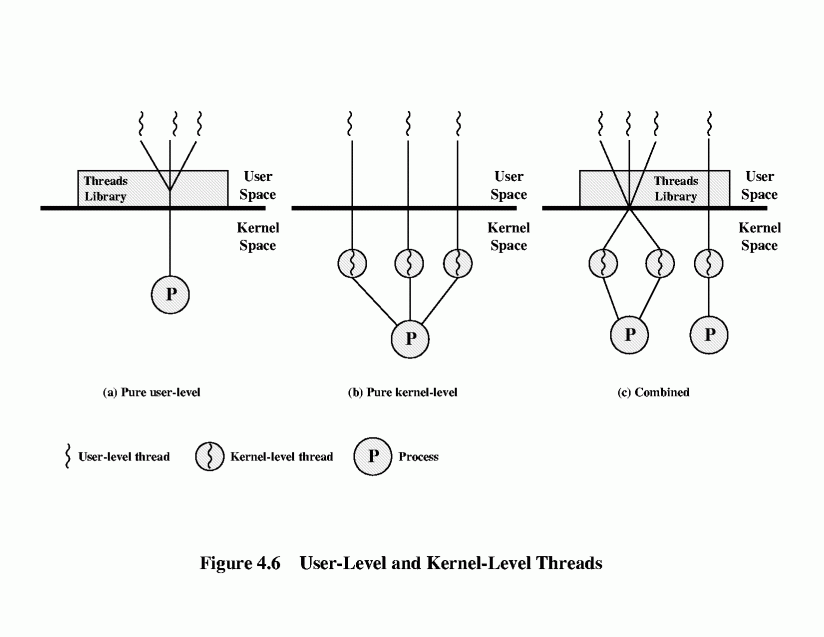 Threads
Library
User
Space
Kernel
Space
P
(a) Pure user-level
User
Space
Kernel
Space
P
(b) Pure kernel-level
Threads
Library
User
Space
Kernel
Space
P
P
(c) Combined
User-level thread
Kernel-level thread
P
Process
Figure 4.6 User-Level and Kernel-Level Threads